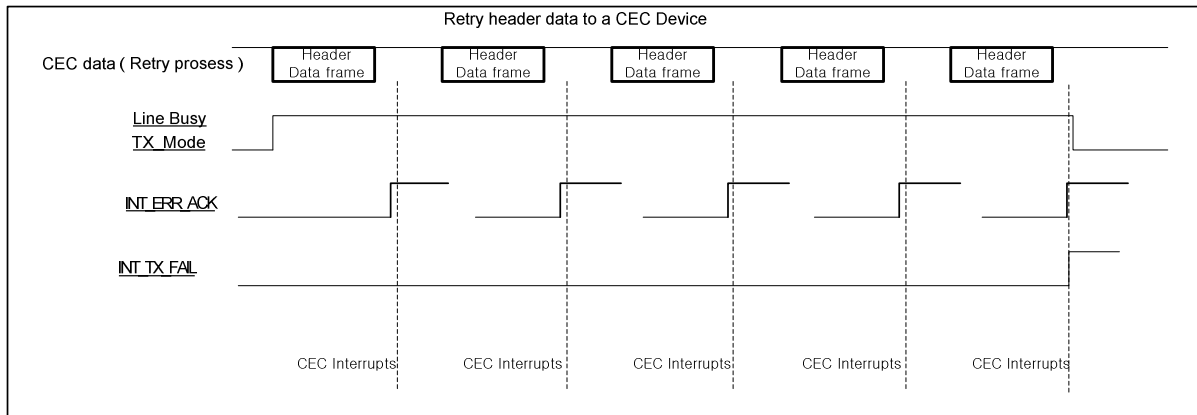 Retry header data to a CEC Device
CEC data ( Retry prosess )
Header
Data frame
Header
Data frame
Header
Data frame
Header
Data frame
Header
Data frame
Line Busy
TX_Mode
INT_ERR_ACK
INT_TX_FAIL
CEC Interrupts
CEC Interrupts
CEC Interrupts
CEC Interrupts
CEC Interrupts